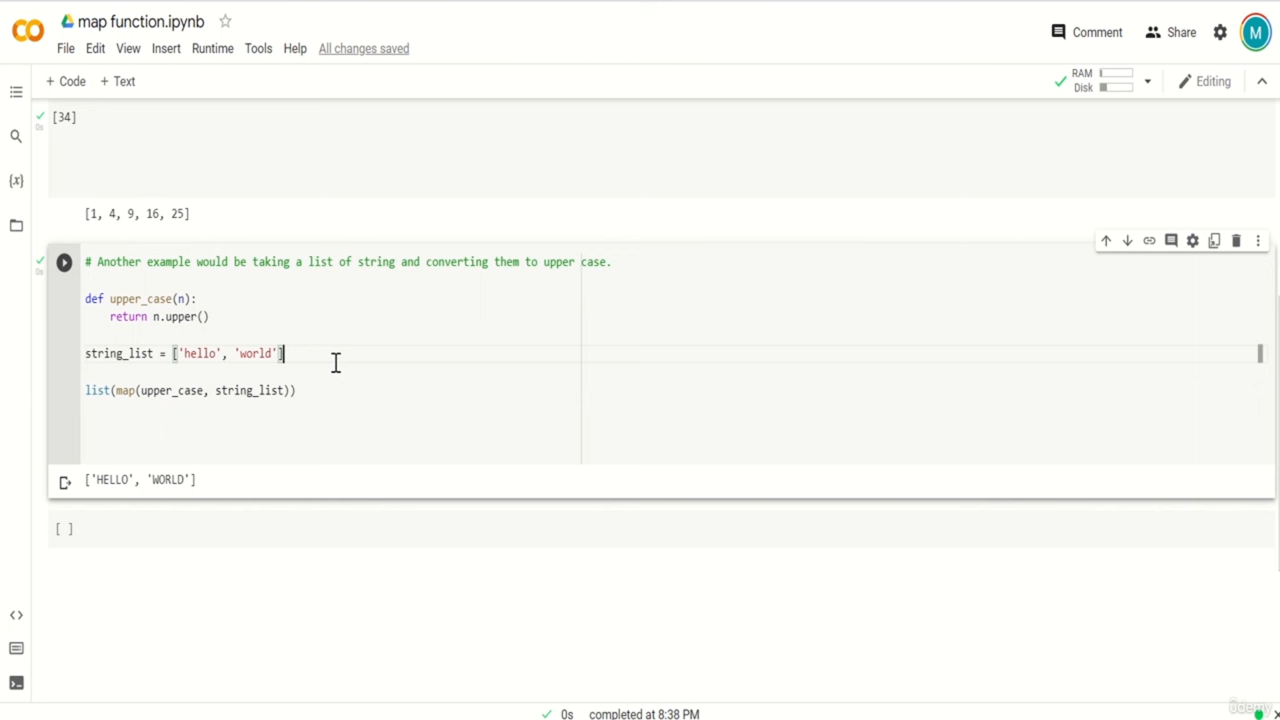 map function.ipynb
Comment
Share
M
File Edit View Insert Runtime Tools Help All changes saved
+ Code + Text
RAM
Disk
Editing
[34]
0s
[1, 4, 9, 16, 25]
{x}
0s
# Another example would be taking a list of string and converting them to upper case.
def upper_case(n):
return n.upper()
string_list = ['hello', 'world']
list(map(upper_case, string_list))
['HELLO', 'WORLD']
[ ]
0s completed at 8:38 PM
ûdemy